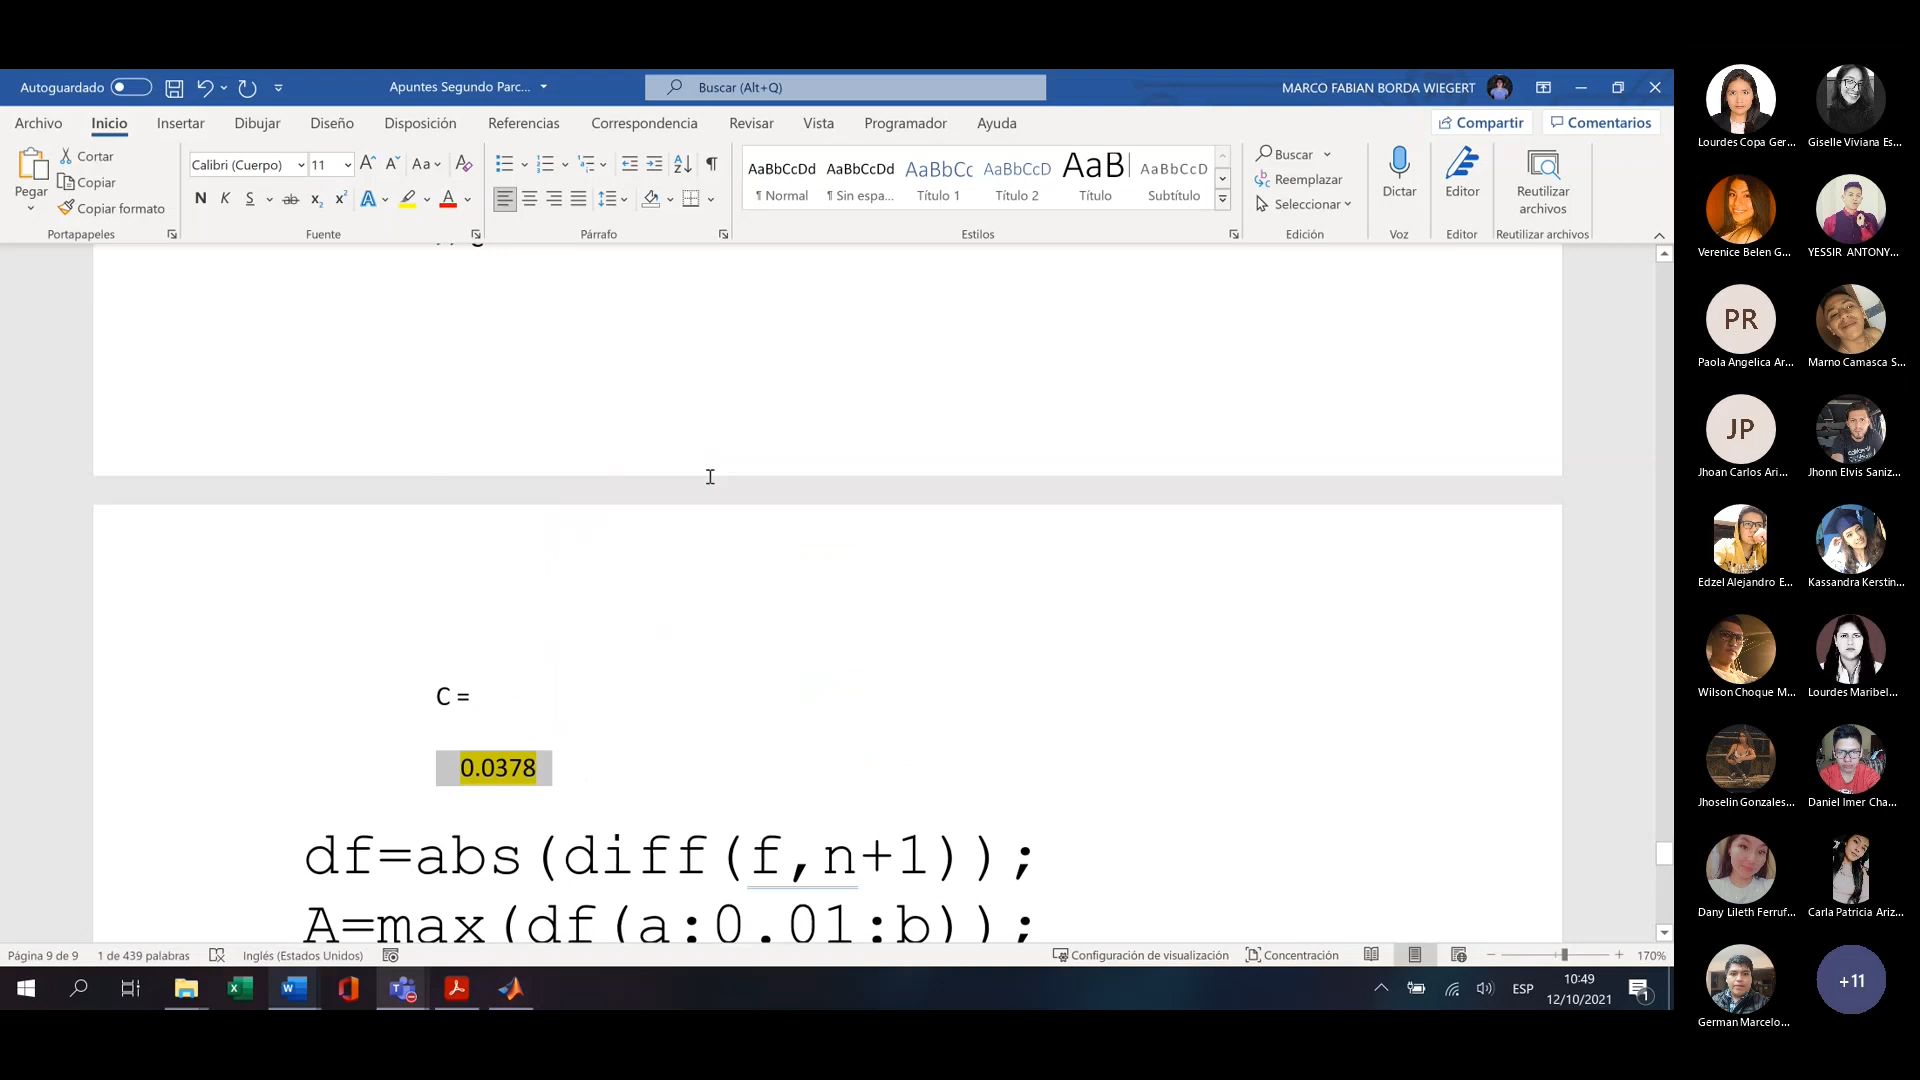 Autoguardado
Apuntes Segundo Parc...
Buscar (Alt+Q)
MARCO FABIAN BORDA WIEGERT
Archivo Inicio Insertar Dibujar Diseño Disposición Referencias Correspondencia Revisar Vista Programador Ayuda
Compartir Comentarios
Pegar
Cortar
Copiar
Copiar formato
Portapapeles
Calibri (Cuerpo) 11
Aa
N K S ab x₂ x² A A
Fuente
Párrafo
AaBbCcDd AaBbCcDd AaBbCc AaBbCcD AaB AaBbCcD
¶ Normal ¶ Sin espa... Título 1 Título 2 Título Subtítulo
Estilos
Buscar
Reemplazar
Seleccionar
Edición
Dictar
Voz
Editor
Editor
Reutilizar archivos
Reutilizar archivos
C =
0.0378
df=abs(diff(f,n+1));
A=max(df(a:0.01:b));
Página 9 de 9 1 de 439 palabras Inglés (Estados Unidos) Configuración de visualización Concentración 170%
ESP
10:49
12/10/2021
1
Lourdes Copa Ger... Giselle Viviana Es...
Verenice Belen G... YESSIR ANTONY...
PR
Paola Angelica Ar... Marno Camasca S...
JP
Jhoan Carlos Ari... Jhonn Elvis Saniz...
Edzel Alejandro E... Kassandra Kerstin...
Wilson Choque M... Lourdes Maribel...
Jhoselin Gonzales... Daniel Imer Cha...
Dany Lileth Ferruf... Carla Patricia Ariz...
+11
German Marcelo...